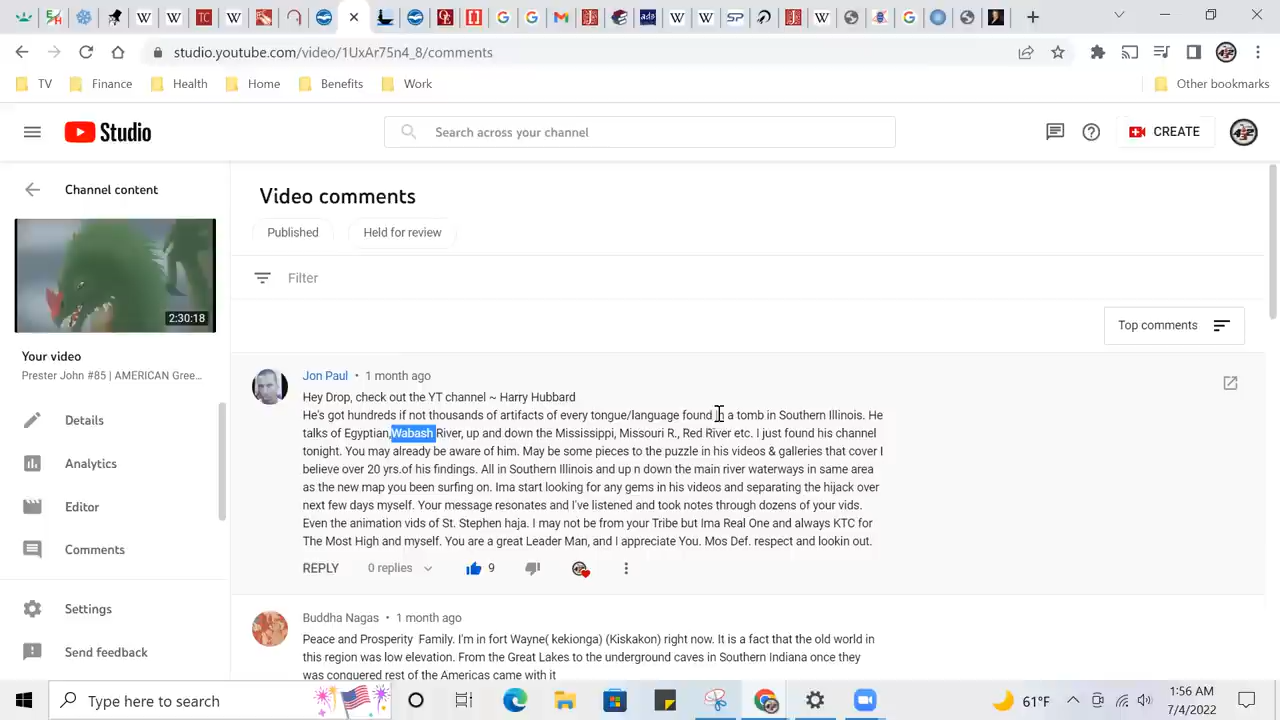 W
W
TC
W
W
G
G
[]
adp
W
W
SP
W
G
studio.youtube.com/video/1UxAr75n4_8/comments
TV
Finance
Health
Home
Benefits
Work
Other bookmarks
Studio
Search across your channel
CREATE
Channel content
2:30:18
Your video
Prester John #85 | AMERICAN Gree...
Details
Analytics
Editor
Comments
Settings
Send feedback
Video comments
Published
Held for review
Filter
Top comments
Jon Paul • 1 month ago
Hey Drop, check out the YT channel ~ Harry Hubbard
He's got hundreds if not thousands of artifacts of every tongue/language found a tomb in Southern Illinois. He
talks of Egyptian,Wabash River, up and down the Mississippi, Missouri R., Red River etc. I just found his channel
tonight. You may already be aware of him. May be some pieces to the puzzle in his videos & galleries that cover I
believe over 20 yrs.of his findings. All in Southern Illinois and up n down the main river waterways in same area
as the new map you been surfing on. Ima start looking for any gems in his videos and separating the hijack over
next few days myself. Your message resonates and I've listened and took notes through dozens of your vids.
Even the animation vids of St. Stephen haja. I may not be from your Tribe but Ima Real One and always KTC for
The Most High and myself. You are a great Leader Man, and I appreciate You. Mos Def. respect and lookin out.
REPLY
0 replies
9
Buddha Nagas • 1 month ago
Peace and Prosperity Family. I'm in fort Wayne( kekionga) (Kiskakon) right now. It is a fact that the old world in
this region was low elevation. From the Great Lakes to the underground caves in Southern Indiana once they
was conquered rest of the Americas came with it
Type here to search
61°F
1:56 AM
7/4/2022